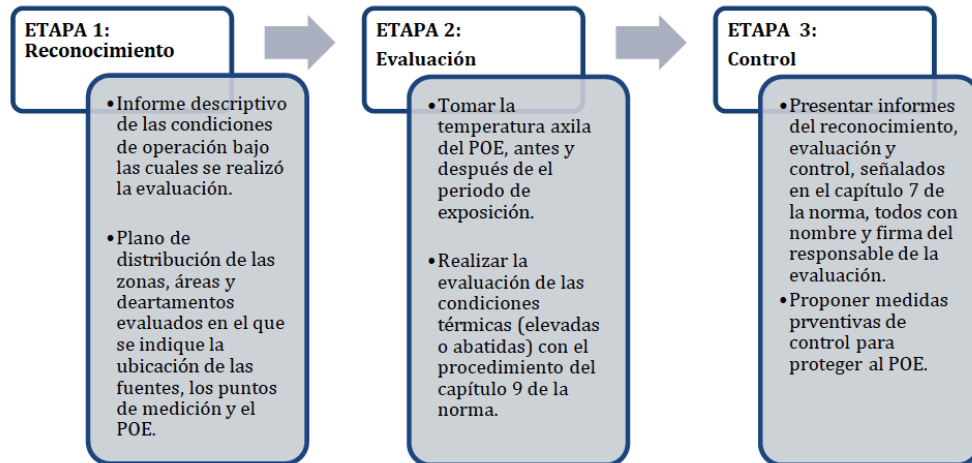 ETAPA 1:
Reconocimiento
•Informe descriptivo
de las condiciones
de operación bajo
las cuales se realizó
la evaluación.
•Plano de
distribución de las
zonas, áreas y
deartamentos
evaluados en el que
se indique la
ubicación de las
fuentes, los puntos
de medición y el
POE.
ETAPA 2:
Evaluación
•Tomar la
temperatura axila
del POE, antes y
después de el
periodo de
exposición.
•Realizar la
evaluación de las
condiciones
térmicas (elevadas
o abatidas) con el
procedimiento del
capítulo 9 de la
norma.
ETAPA 3:
Control
•Presentar informes
del reconocimiento,
evaluación y
control, señalados
en el capítulo 7 de
la norma, todos con
nombre y firma del
responsable de la
evaluación.
•Proponer medidas
prventivas de
control para
proteger al POE.